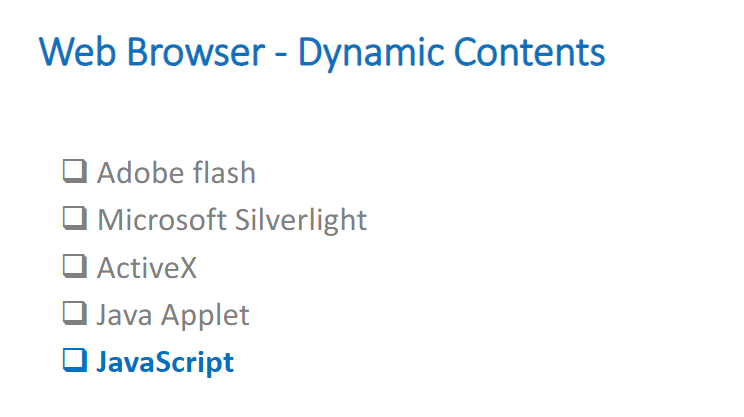 Web Browser - Dynamic Contents
❑ Adobe flash
❑ Microsoft Silverlight
❑ ActiveX
❑ Java Applet
❑ JavaScript